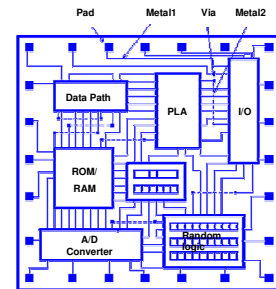 Pad Metal1 Via Metal2
Data Path
PLA
I/O
ROM/
RAM
A/D
Converter
Random
logic